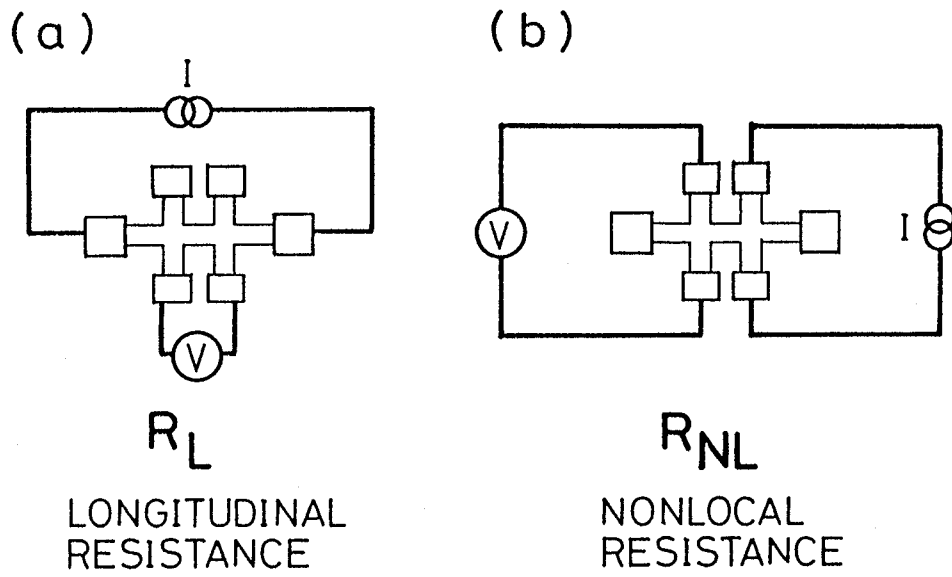 (a)
(b)
I
V
V
I
R_L
R_NL
LONGITUDINAL
RESISTANCE
NONLOCAL
RESISTANCE